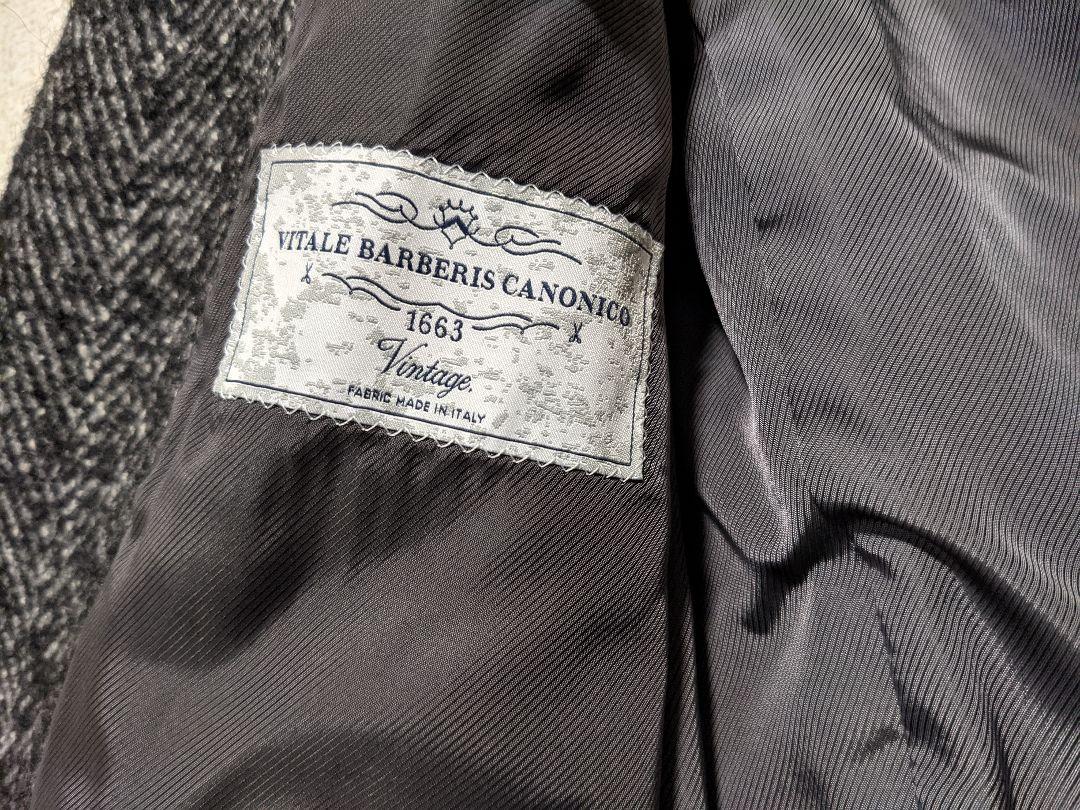 VITALE BARBERIS CANONICO
1663
Vintage.
FABRIC MADE IN ITALY